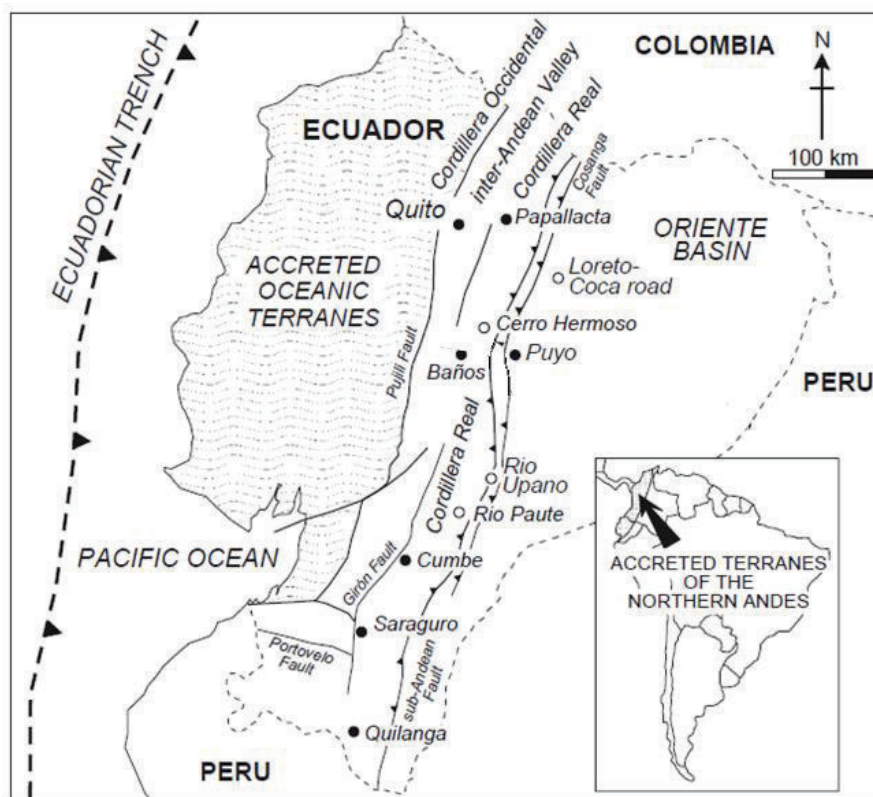 COLOMBIA
N
100 km
ECUADORIAN TRENCH
ECUADOR
Cordillera Occidental
inter-Andean Valley
Cordillera Real
Cosanga
Fault
Quito
Papallacta
ORIENTE
BASIN
ACCRETED
OCEANIC
TERRANES
Loreto-
Coca road
Cerro Hermoso
Pujili Fault
Baños
Puyo
PERU
Cordillera Real
Rio
Upano
Rio Paute
PACIFIC OCEAN
Girón Fault
Cumbe
Saraguro
Portovelo
Fault
sub-Andean
Fault
Quilanga
PERU
ACCRETED TERRANES
OF THE
NORTHERN ANDES